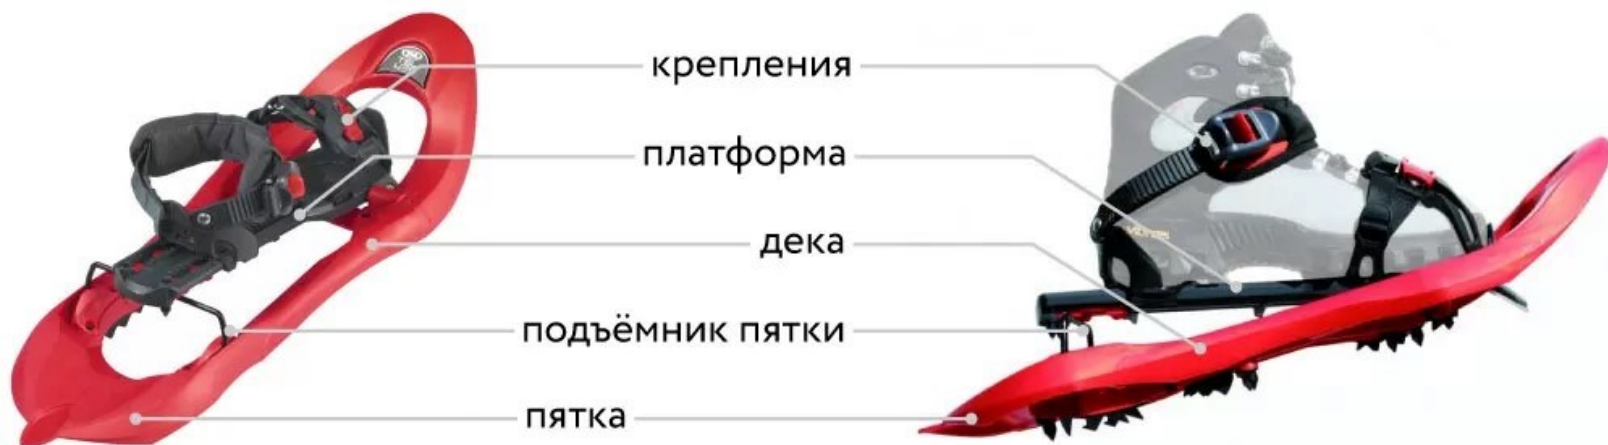 крепления
платформа
дека
подъёмник пятки
пятка